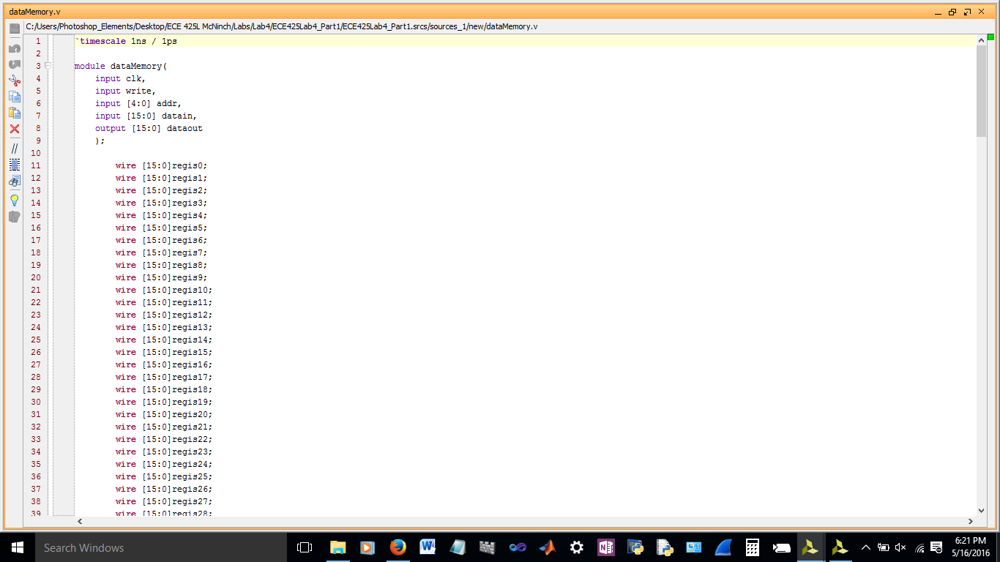 dataMemory.v
C:/Users/Photoshop_Elements/Desktop/ECE 425L McNinch/Labs/Lab4/ECE425Lab4_Part1/ECE425Lab4_Part1.srcs/sources_1/new/dataMemory.v
1 `timescale 1ns / 1ps
2
3 module dataMemory(
4 input clk,
5 input write,
6 input [4:0] addr,
7 input [15:0] datain,
8 output [15:0] dataout
9 );
10
11 wire [15:0]regis0;
12 wire [15:0]regis1;
13 wire [15:0]regis2;
14 wire [15:0]regis3;
15 wire [15:0]regis4;
16 wire [15:0]regis5;
17 wire [15:0]regis6;
18 wire [15:0]regis7;
19 wire [15:0]regis8;
20 wire [15:0]regis9;
21 wire [15:0]regis10;
22 wire [15:0]regis11;
23 wire [15:0]regis12;
24 wire [15:0]regis13;
25 wire [15:0]regis14;
26 wire [15:0]regis15;
27 wire [15:0]regis16;
28 wire [15:0]regis17;
29 wire [15:0]regis18;
30 wire [15:0]regis19;
31 wire [15:0]regis20;
32 wire [15:0]regis21;
33 wire [15:0]regis22;
34 wire [15:0]regis23;
35 wire [15:0]regis24;
36 wire [15:0]regis25;
37 wire [15:0]regis26;
38 wire [15:0]regis27;
39 wire [15:0]regis28;
Search Windows
6:21 PM
5/16/2016